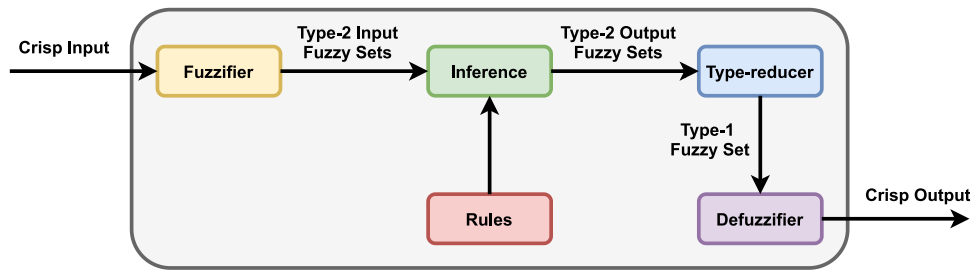 Crisp Input
Type-2 Input
Fuzzy Sets
Type-2 Output
Fuzzy Sets
Fuzzifier
Inference
Type-reducer
Type-1
Fuzzy Set
Rules
Defuzzifier
Crisp Output